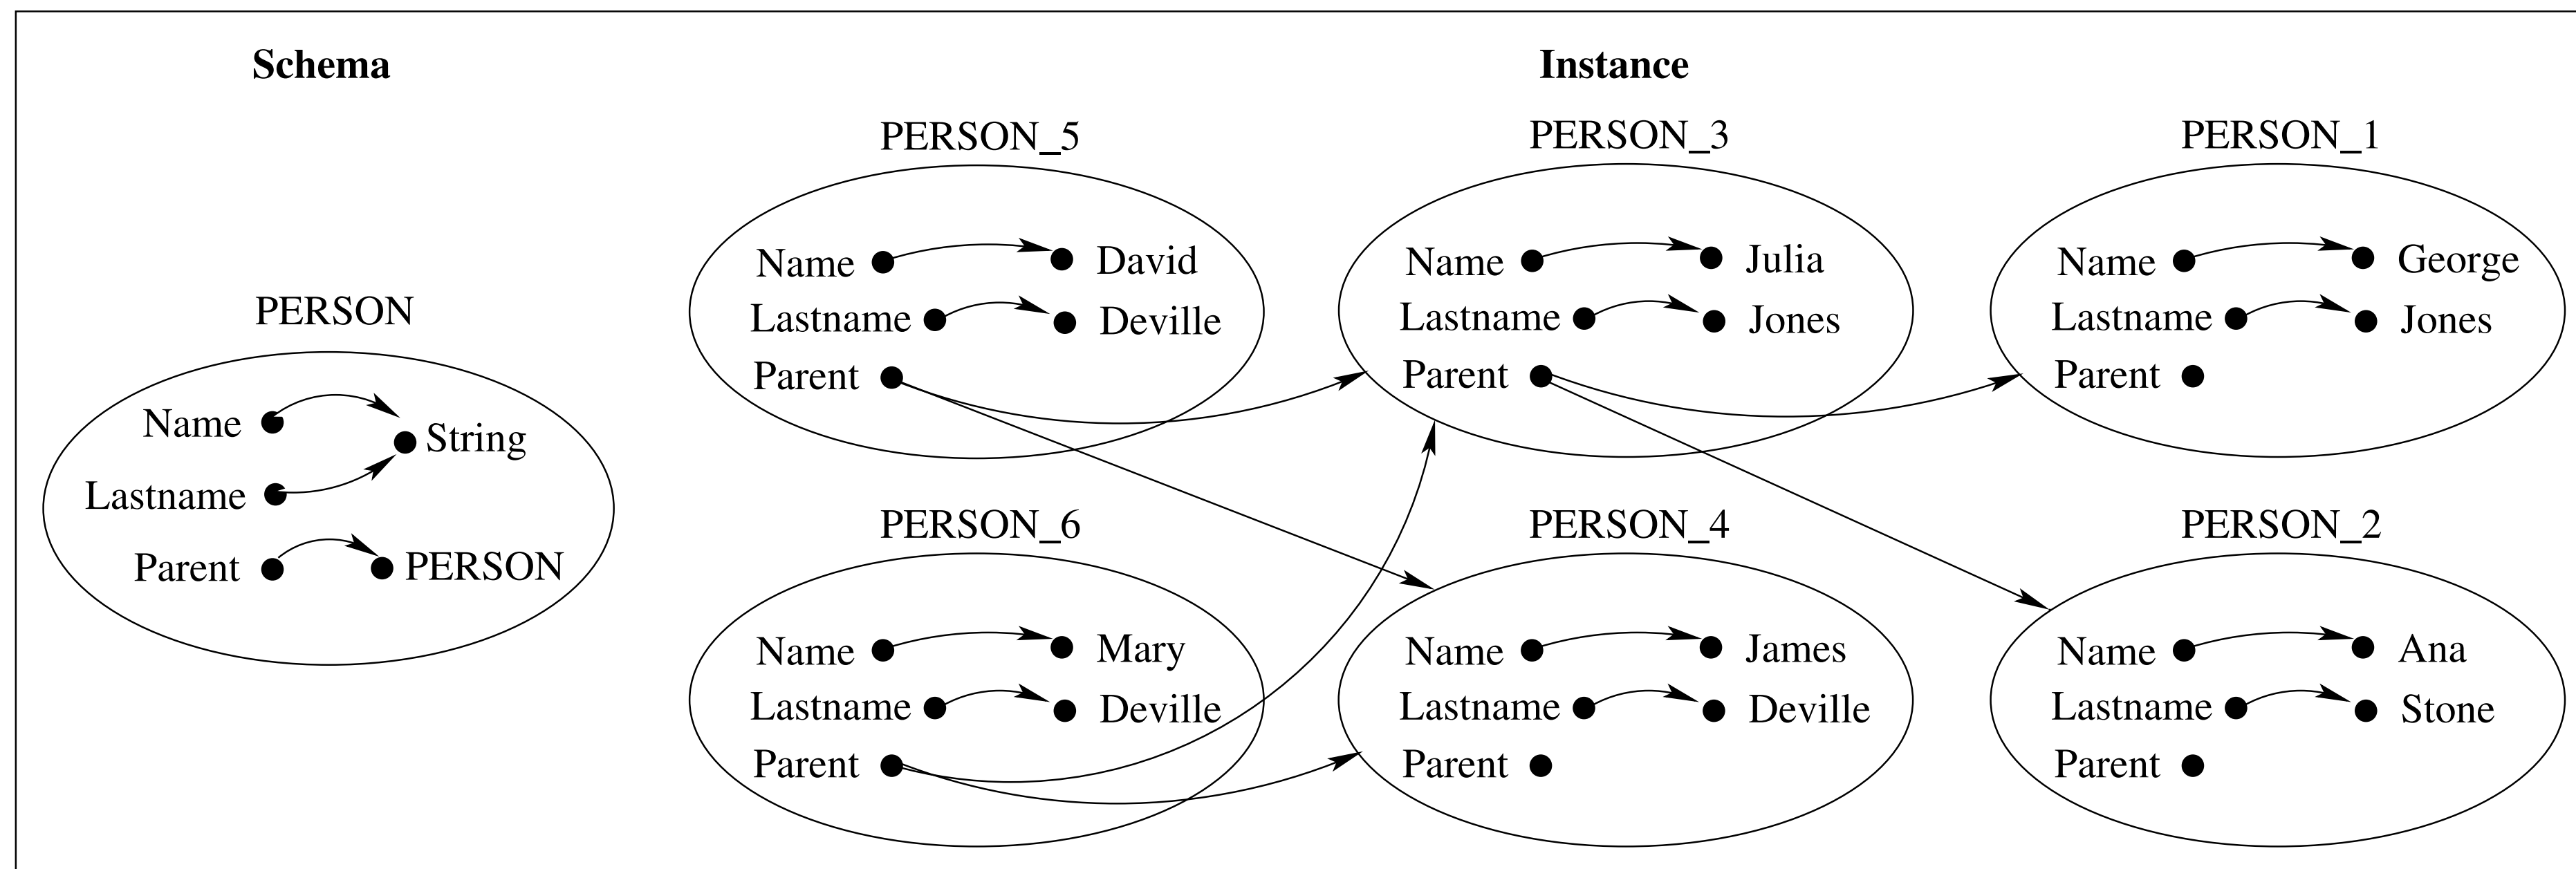 Schema
Instance
PERSON
Name
String
Lastname
Parent
PERSON
PERSON_5
Name David
Lastname Deville
Parent
PERSON_3
Name Julia
Lastname Jones
Parent
PERSON_1
Name George
Lastname Jones
Parent
PERSON_6
Name Mary
Lastname Deville
Parent
PERSON_4
Name James
Lastname Deville
Parent
PERSON_2
Name Ana
Lastname Stone
Parent